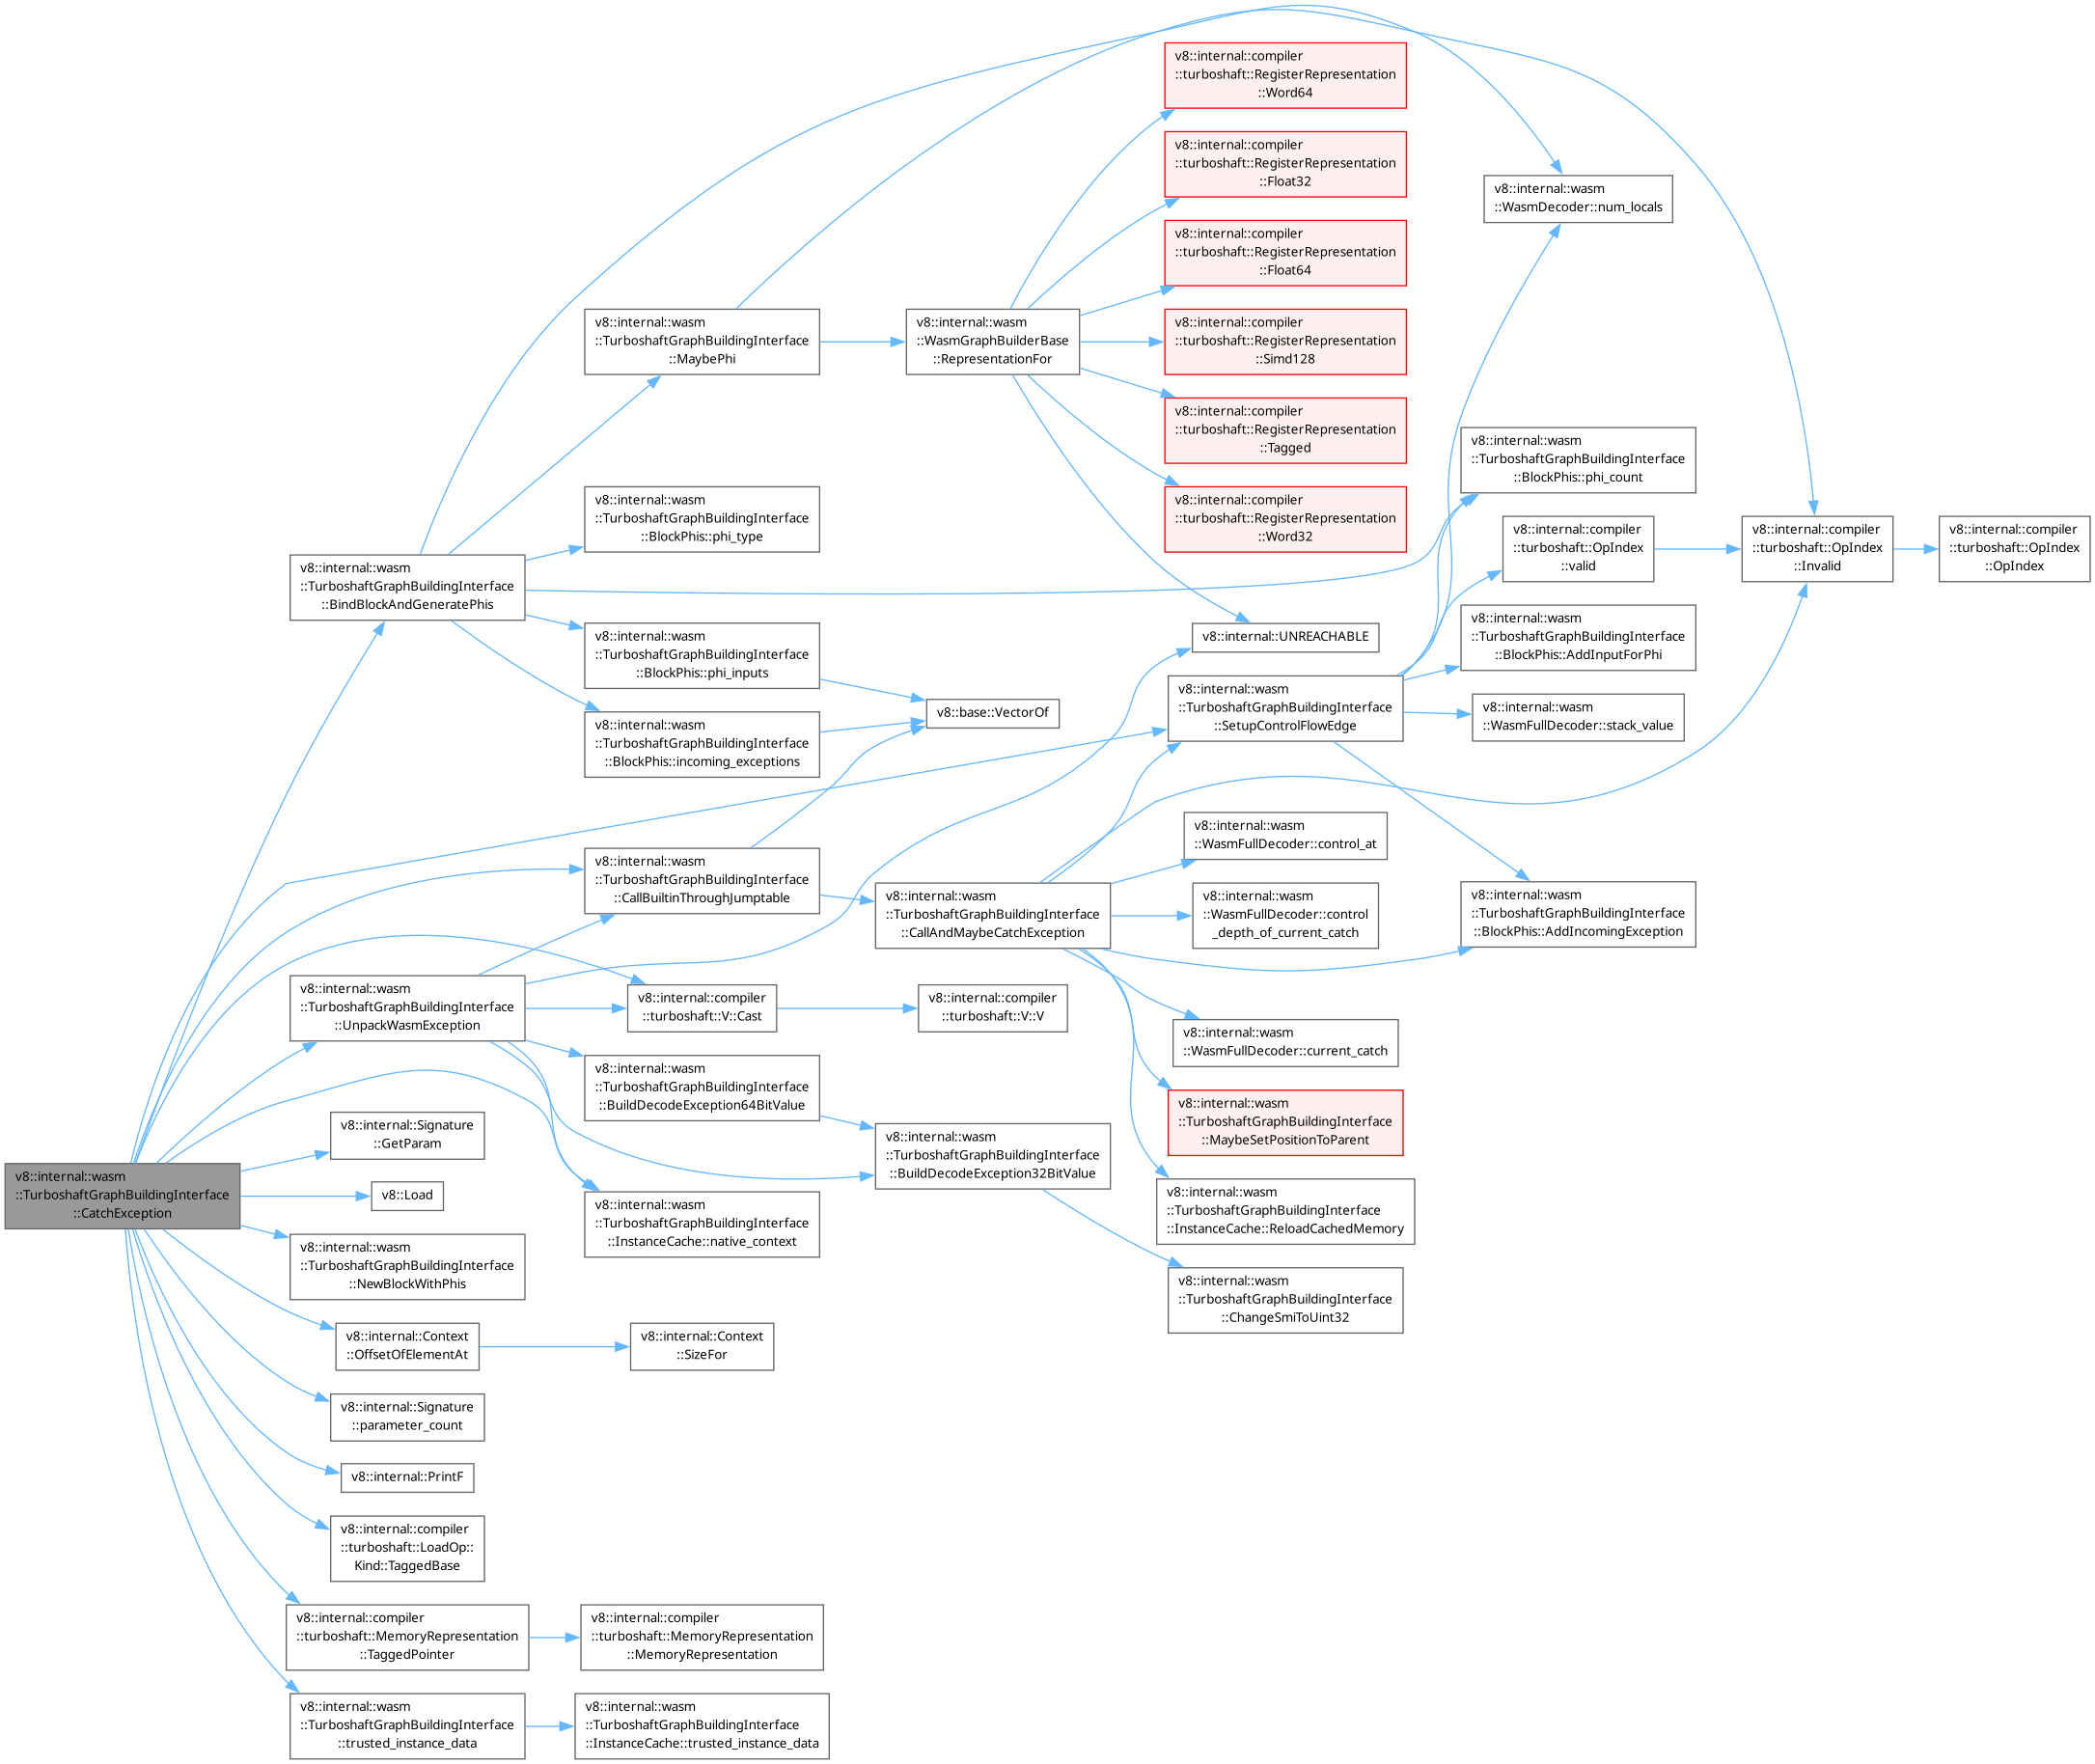 v8::internal::wasm
::TurboshaftGraphBuildingInterface
::CatchException
v8::internal::wasm
::TurboshaftGraphBuildingInterface
::BindBlockAndGeneratePhis
v8::internal::wasm
::TurboshaftGraphBuildingInterface
::UnpackWasmException
v8::internal::Signature
::GetParam
v8::Load
v8::internal::wasm
::TurboshaftGraphBuildingInterface
::NewBlockWithPhis
v8::internal::Context
::OffsetOfElementAt
v8::internal::Signature
::parameter_count
v8::internal::PrintF
v8::internal::compiler
::turboshaft::LoadOp::
Kind::TaggedBase
v8::internal::compiler
::turboshaft::MemoryRepresentation
::TaggedPointer
v8::internal::wasm
::TurboshaftGraphBuildingInterface
::trusted_instance_data
v8::internal::wasm
::TurboshaftGraphBuildingInterface
::MaybePhi
v8::internal::wasm
::TurboshaftGraphBuildingInterface
::BlockPhis::phi_type
v8::internal::wasm
::TurboshaftGraphBuildingInterface
::BlockPhis::phi_inputs
v8::internal::wasm
::TurboshaftGraphBuildingInterface
::BlockPhis::incoming_exceptions
v8::internal::wasm
::TurboshaftGraphBuildingInterface
::CallBuiltinThroughJumptable
v8::internal::compiler
::turboshaft::V::Cast
v8::internal::wasm
::TurboshaftGraphBuildingInterface
::BuildDecodeException64BitValue
v8::internal::wasm
::TurboshaftGraphBuildingInterface
::InstanceCache::native_context
v8::internal::Context
::SizeFor
v8::internal::compiler
::turboshaft::MemoryRepresentation
::MemoryRepresentation
v8::internal::wasm
::TurboshaftGraphBuildingInterface
::InstanceCache::trusted_instance_data
v8::internal::wasm
::WasmGraphBuilderBase
::RepresentationFor
v8::base::VectorOf
v8::internal::wasm
::TurboshaftGraphBuildingInterface
::CallAndMaybeCatchException
v8::internal::compiler
::turboshaft::V::V
v8::internal::wasm
::TurboshaftGraphBuildingInterface
::BuildDecodeException32BitValue
v8::internal::compiler
::turboshaft::RegisterRepresentation
::Word64
v8::internal::compiler
::turboshaft::RegisterRepresentation
::Float32
v8::internal::compiler
::turboshaft::RegisterRepresentation
::Float64
v8::internal::compiler
::turboshaft::RegisterRepresentation
::Simd128
v8::internal::compiler
::turboshaft::RegisterRepresentation
::Tagged
v8::internal::compiler
::turboshaft::RegisterRepresentation
::Word32
v8::internal::UNREACHABLE
v8::internal::wasm
::TurboshaftGraphBuildingInterface
::SetupControlFlowEdge
v8::internal::wasm
::WasmFullDecoder::control_at
v8::internal::wasm
::WasmFullDecoder::control
_depth_of_current_catch
v8::internal::wasm
::WasmFullDecoder::current_catch
v8::internal::wasm
::TurboshaftGraphBuildingInterface
::MaybeSetPositionToParent
v8::internal::wasm
::TurboshaftGraphBuildingInterface
::InstanceCache::ReloadCachedMemory
v8::internal::wasm
::TurboshaftGraphBuildingInterface
::ChangeSmiToUint32
v8::internal::wasm
::WasmDecoder::num_locals
v8::internal::wasm
::TurboshaftGraphBuildingInterface
::BlockPhis::phi_count
v8::internal::compiler
::turboshaft::OpIndex
::valid
v8::internal::wasm
::TurboshaftGraphBuildingInterface
::BlockPhis::AddInputForPhi
v8::internal::wasm
::WasmFullDecoder::stack_value
v8::internal::wasm
::TurboshaftGraphBuildingInterface
::BlockPhis::AddIncomingException
v8::internal::compiler
::turboshaft::OpIndex
::Invalid
v8::internal::compiler
::turboshaft::OpIndex
::OpIndex